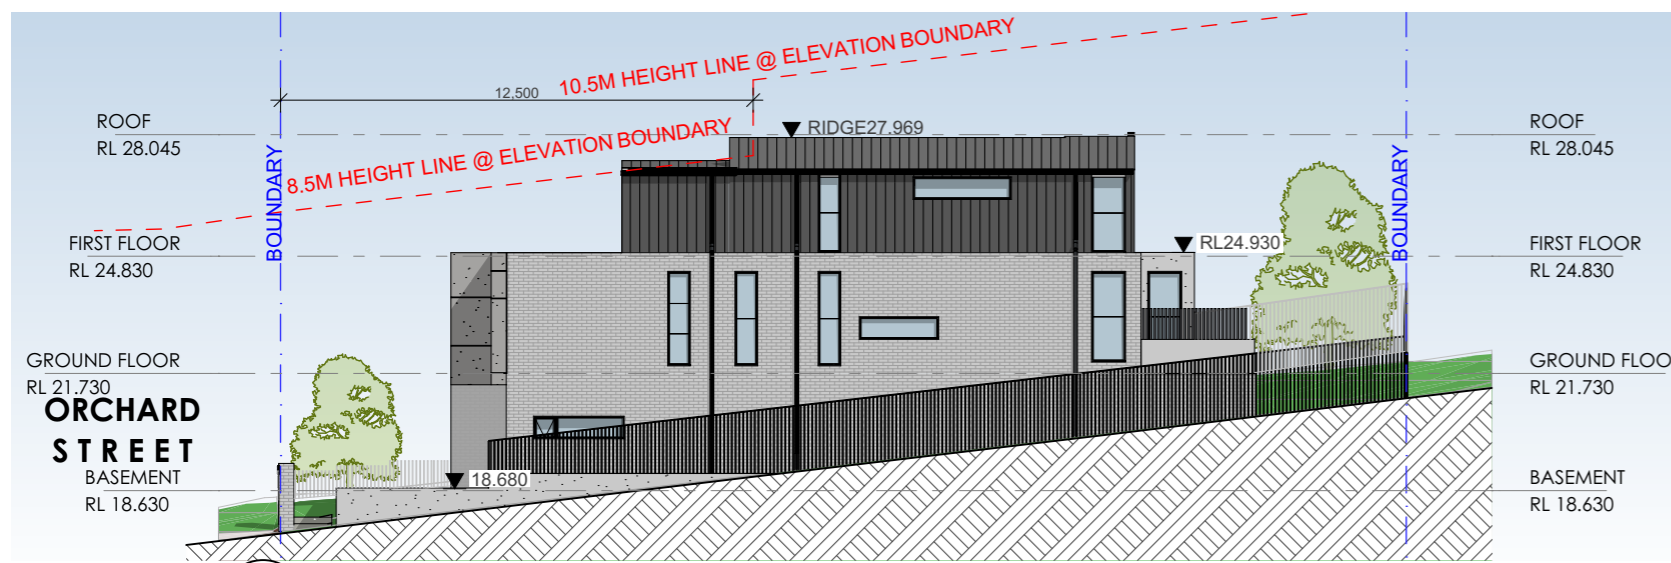 10.5M HEIGHT LINE @ ELEVATION BOUNDARY
12,500
8.5M HEIGHT LINE @ ELEVATION BOUNDARY
RIDGE27.969
ROOF
RL 28.045
ROOF
RL 28.045
BOUNDARY
BOUNDARY
FIRST FLOOR
RL 24.830
RL24.930
FIRST FLOOR
RL 24.830
GROUND FLOOR
RL 21.730
GROUND FLOO
RL 21.730
ORCHARD
STREET
BASEMENT
RL 18.630
18.680
BASEMENT
RL 18.630